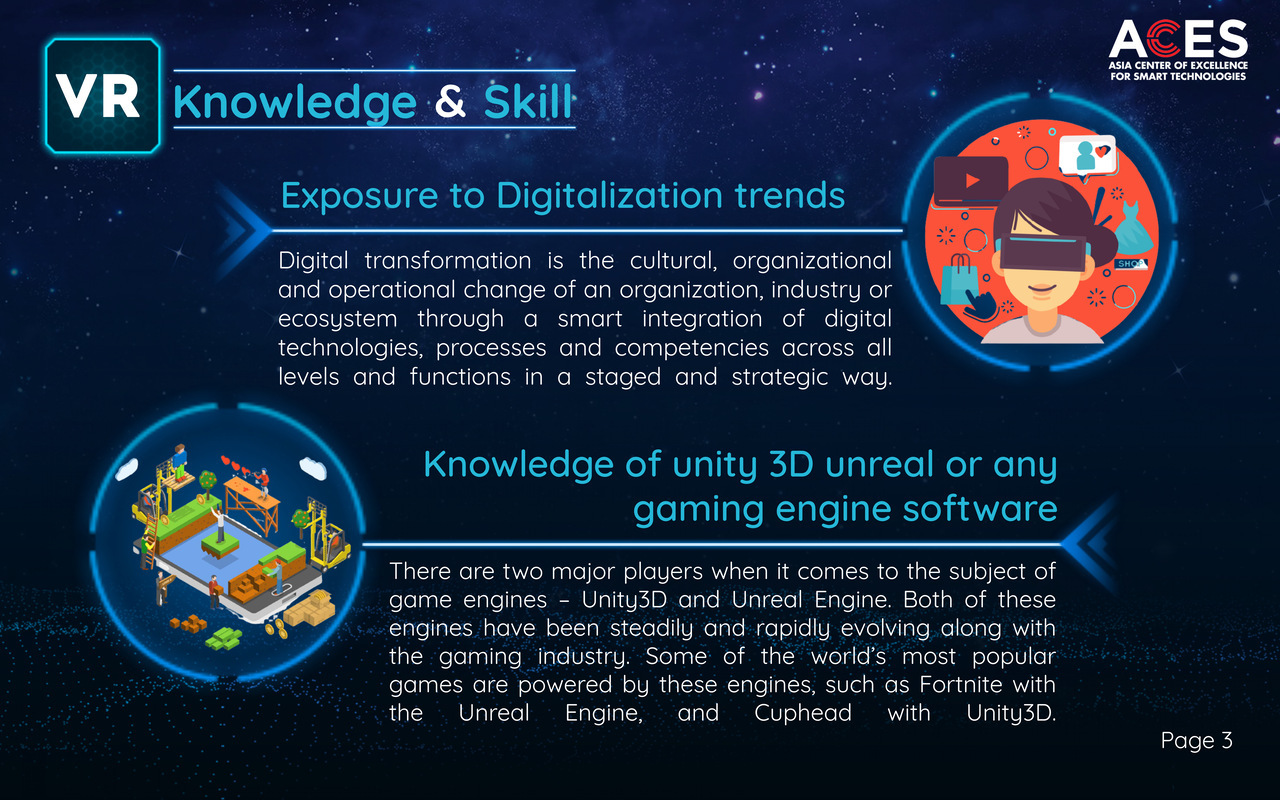 VR
Knowledge & Skill
ACES
ASIA CENTER OF EXCELLENCE
FOR SMART TECHNOLOGIES
Exposure to Digitalization trends
Digital transformation is the cultural, organizational
and operational change of an organization, industry or
ecosystem through a smart integration of digital
technologies, processes and competencies across all
levels and functions in a staged and strategic way.
SHOP
Knowledge of unity 3D unreal or any
gaming engine software
There are two major players when it comes to the subject of
game engines – Unity3D and Unreal Engine. Both of these
engines have been steadily and rapidly evolving along with
the gaming industry. Some of the world’s most popular
games are powered by these engines, such as Fortnite with
the Unreal Engine, and Cuphead with Unity3D.
Page 3